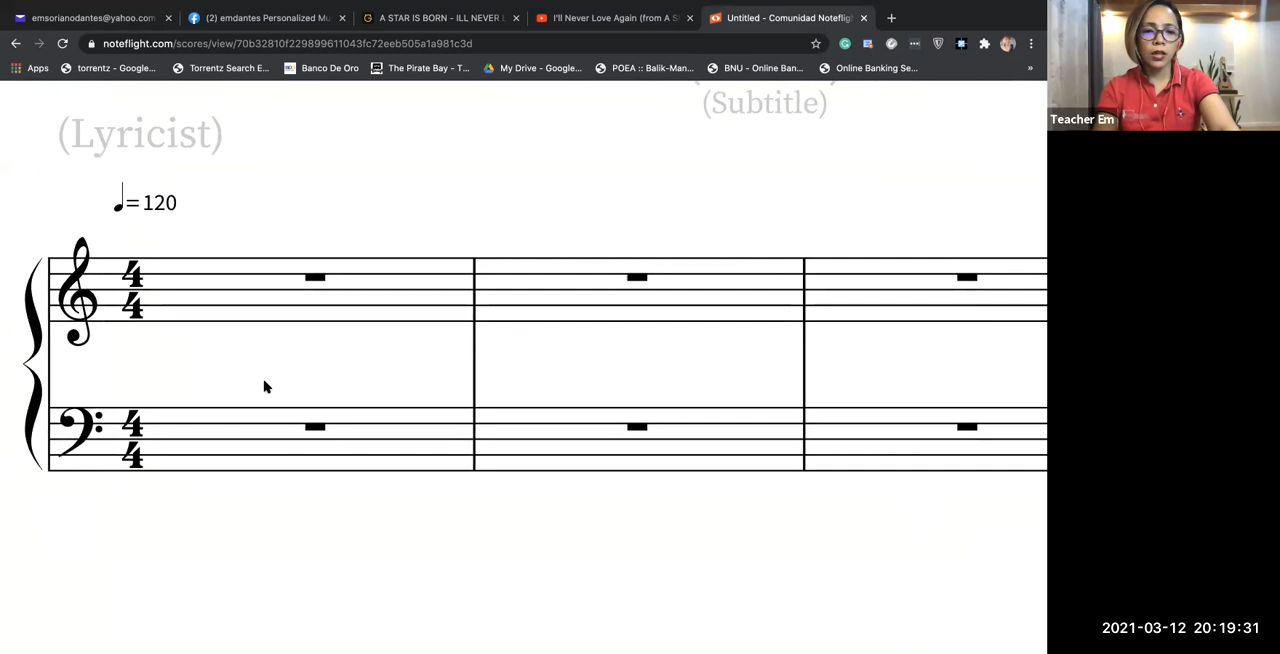 emsorianodantes@yahoo.com
(2) emdantes Personalized Mu
A STAR IS BORN - ILL NEVER L
I'll Never Love Again (from A S
Untitled - Comunidad Noteflig
noteflight.com/scores/view/70b32810f229899611043fc72eeb505a1a981c3d
Apps
torrentz - Google...
Torrentz Search E...
Banco De Oro
The Pirate Bay - T...
My Drive - Google...
POEA :: Balik-Man...
BNU - Online Ban...
Online Banking Se...
»
(Subtitle)
(Lyricist)
= 120
4
4
4
4
Teacher Em
2021-03-12 20:19:31